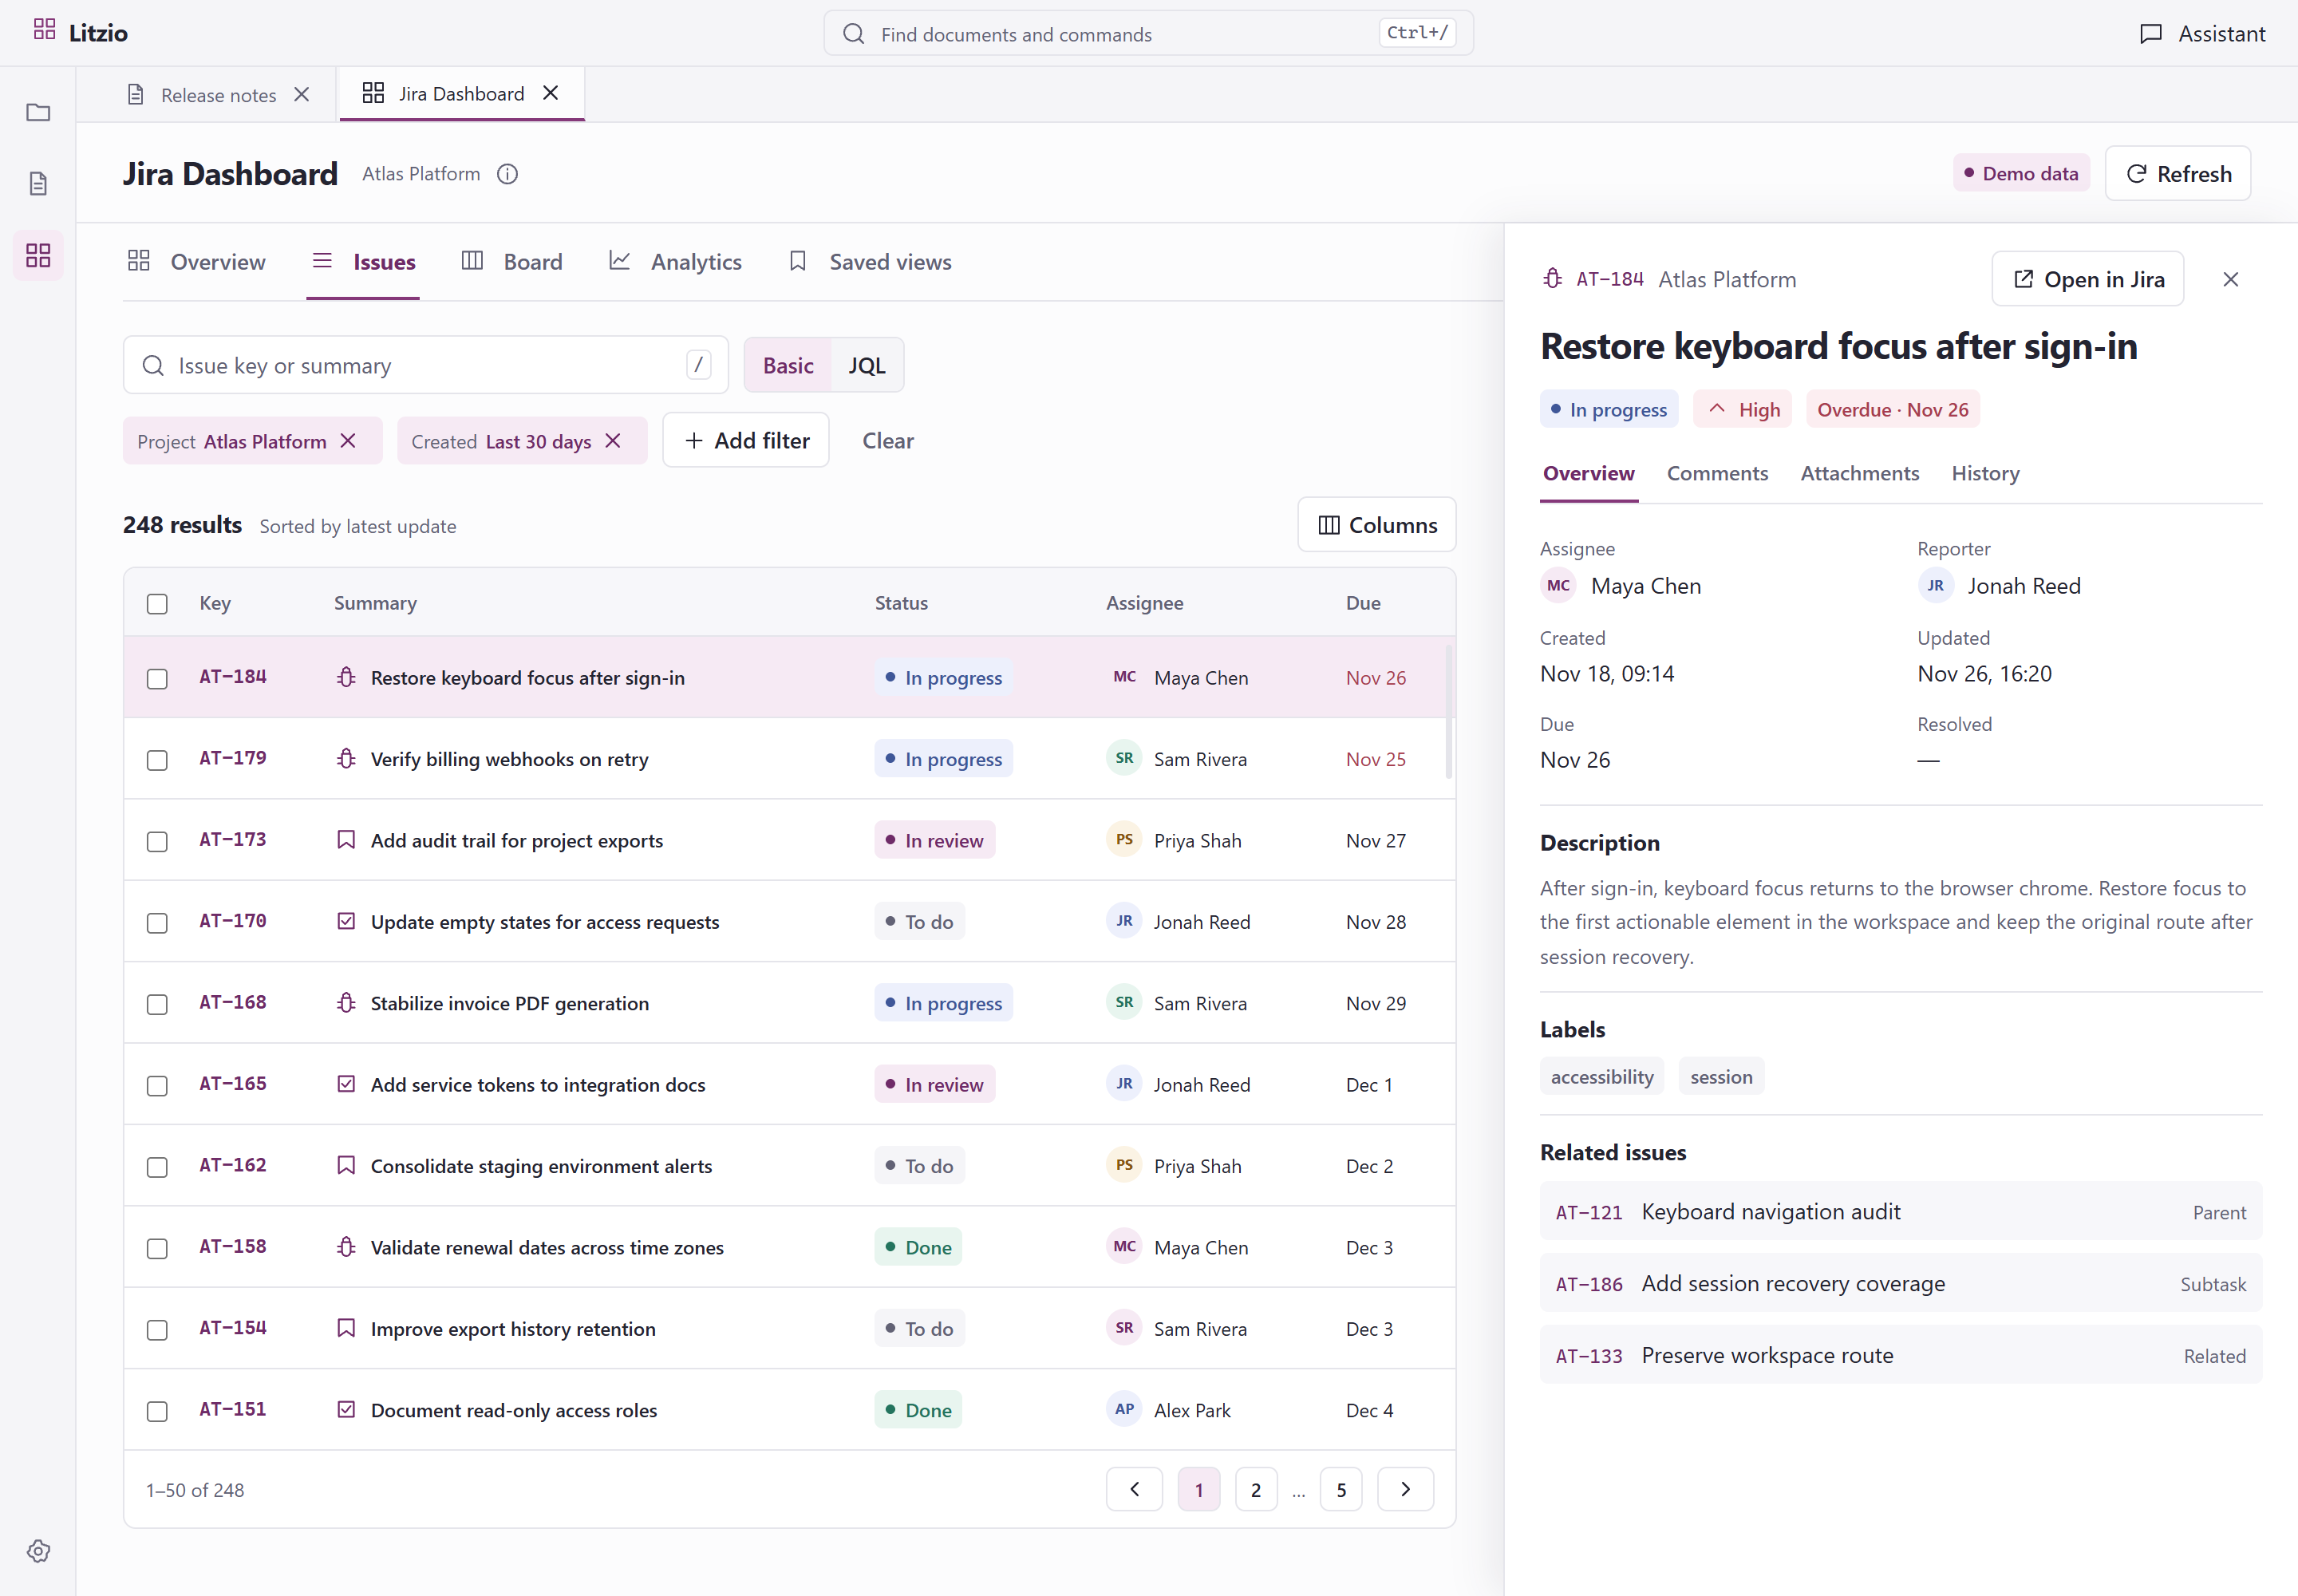 Litzio
Find documents and commands Ctrl+/
Assistant
Release notes
Jira Dashboard
Jira Dashboard Atlas Platform
Demo data
Refresh
Overview Issues Board Analytics Saved views
Issue key or summary /
Basic JQL
Project Atlas Platform
Created Last 30 days
Add filter
Clear
248 results Sorted by latest update
Columns
Key Summary Status Assignee Due
AT-184 Restore keyboard focus after sign-in In progress MC Maya Chen Nov 26
AT-179 Verify billing webhooks on retry In progress SR Sam Rivera Nov 25
AT-173 Add audit trail for project exports In review PS Priya Shah Nov 27
AT-170 Update empty states for access requests To do JR Jonah Reed Nov 28
AT-168 Stabilize invoice PDF generation In progress SR Sam Rivera Nov 29
AT-165 Add service tokens to integration docs In review JR Jonah Reed Dec 1
AT-162 Consolidate staging environment alerts To do PS Priya Shah Dec 2
AT-158 Validate renewal dates across time zones Done MC Maya Chen Dec 3
AT-154 Improve export history retention To do SR Sam Rivera Dec 3
AT-151 Document read-only access roles Done AP Alex Park Dec 4
1–50 of 248
1 2 ... 5
AT-184 Atlas Platform
Open in Jira
Restore keyboard focus after sign-in
In progress High Overdue · Nov 26
Overview Comments Attachments History
Assignee Reporter
MC Maya Chen JR Jonah Reed
Created Updated
Nov 18, 09:14 Nov 26, 16:20
Due Resolved
Nov 26 —
Description
After sign-in, keyboard focus returns to the browser chrome. Restore focus to
the first actionable element in the workspace and keep the original route after
session recovery.
Labels
accessibility session
Related issues
AT-121 Keyboard navigation audit Parent
AT-186 Add session recovery coverage Subtask
AT-133 Preserve workspace route Related